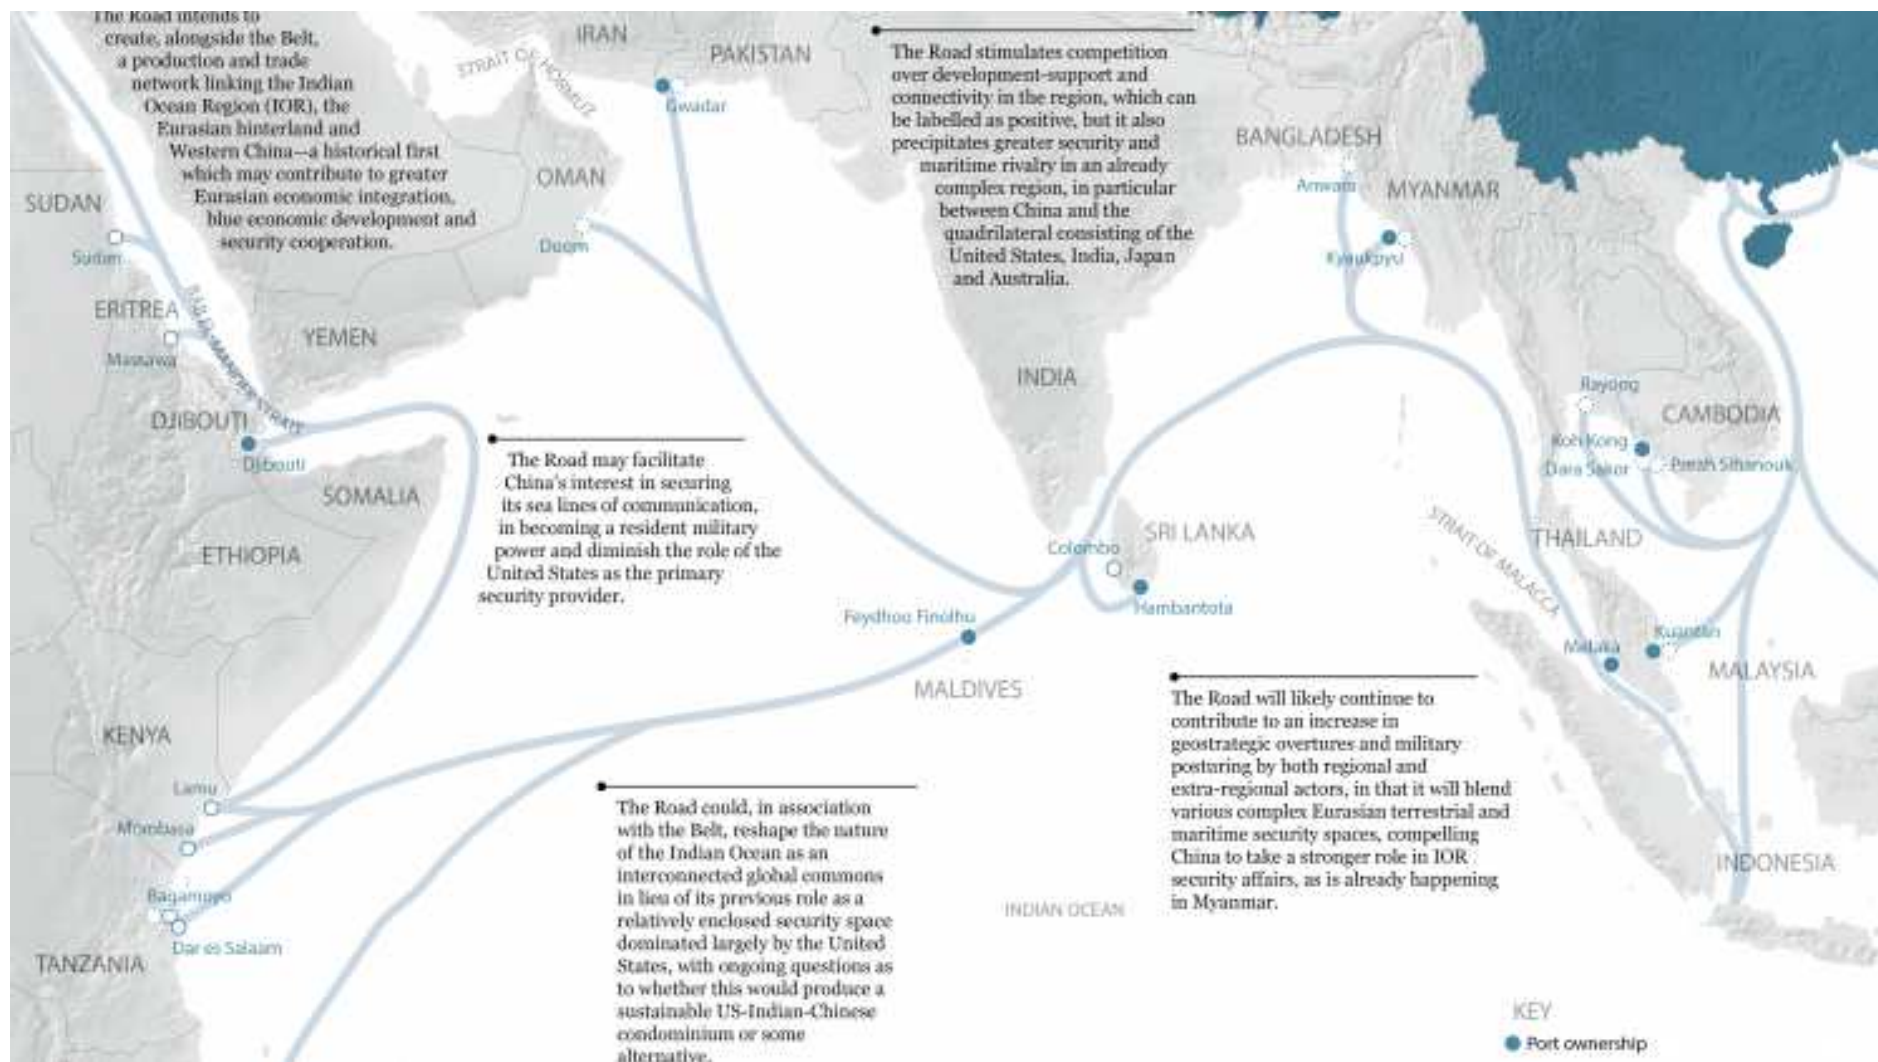 The Road intends to
create, alongside the Belt,
a production and trade
network linking the Indian
Ocean Region (IOR), the
Eurasian hinterland and
Western China—a historical first
which may contribute to greater
Eurasian economic integration,
blue economic development and
security cooperation.
IRAN
PAKISTAN
STRAIT OF HORMUZ
Gwadar
The Road stimulates competition
over development-support and
connectivity in the region, which can
be labelled as positive, but it also
precipitates greater security and
maritime rivalry in an already
complex region, in particular
between China and the
quadrilateral consisting of the
United States, India, Japan
and Australia.
BANGLADESH
MYANMAR
Kyaukpyu
OMAN
SUDAN
Sudan
ERITREA
Massawa
YEMEN
DJIBOUTI
Djibouti
SOMALIA
ETHIOPIA
INDIA
Rayong
CAMBODIA
Koh Kong
Dara Sakor
Preah Sihanouk
The Road may facilitate
China's interest in securing
its sea lines of communication,
in becoming a resident military
power and diminish the role of the
United States as the primary
security provider.
SRI LANKA
Colombo
Hambantota
THAILAND
STRAIT OF MALACCA
Feydhoo Finolhu
MALDIVES
Kuantan
MALAYSIA
KENYA
Lamu
Mombasa
Bagamoyo
Dar es Salaam
TANZANIA
The Road could, in association
with the Belt, reshape the nature
of the Indian Ocean as an
interconnected global commons
in lieu of its previous role as a
relatively enclosed security space
dominated largely by the United
States, with ongoing questions as
to whether this would produce a
sustainable US-Indian-Chinese
condominium or some
alternative.
The Road will likely continue to
contribute to an increase in
geostrategic overtures and military
posturing by both regional and
extra-regional actors, in that it will blend
various complex Eurasian terrestrial and
maritime security spaces, compelling
China to take a stronger role in IOR
security affairs, as is already happening
in Myanmar.
INDIAN OCEAN
INDONESIA
KEY
Port ownership